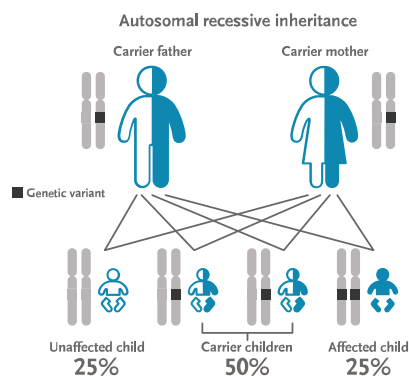 Autosomal recessive inheritance
Carrier father
Carrier mother
Genetic variant
Unaffected child
25%
Carrier children
50%
Affected child
25%